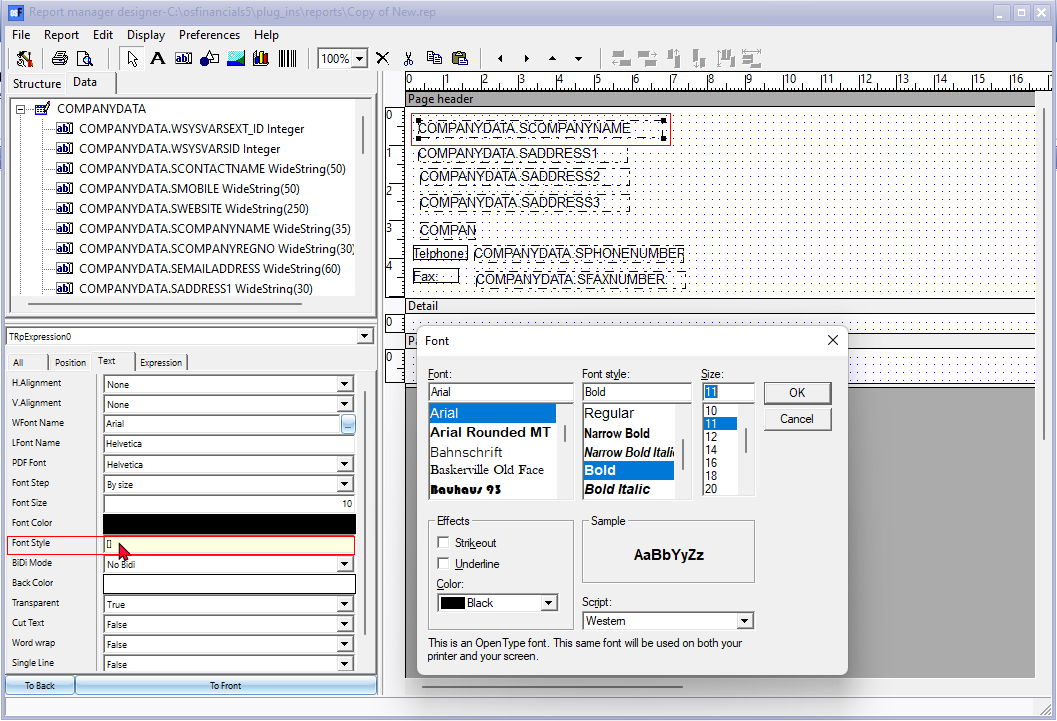 Report manager designer-C:\osfinancials5\plug_ins\reports\Copy of New.rep
File Report Edit Display Preferences Help
100%
Structure Data
COMPANYDATA
COMPANYDATA.WSYSVARSEXT_ID Integer
COMPANYDATA.WSYSVARSID Integer
COMPANYDATA.SCONTACTNAME WideString(50)
COMPANYDATA.SMOBILE WideString(50)
COMPANYDATA.SWEBSITE WideString(250)
COMPANYDATA.SCOMPANYNAME WideString(35)
COMPANYDATA.SCOMPANYREGNO WideString(30)
COMPANYDATA.SEMAILADDRESS WideString(60)
COMPANYDATA.SADDRESS1 WideString(30)
TRpExpression0
All Position Text Expression
H.Alignment None
V.Alignment None
WFont Name Arial ...
LFont Name Helvetica
PDF Font Helvetica
Font Step By size
Font Size 10
Font Color
Font Style []
BiDi Mode No Bidi
Back Color
Transparent True
Cut Text False
Word wrap False
Single Line False
To Back To Front
0 1 2 3 4 5 6 7 8 9 10 11 12 13 14 15 16
Page header
0
1
2
3
4
COMPANYDATA.SCOMPANYNAME
COMPANYDATA.SADDRESS1
COMPANYDATA.SADDRESS2
COMPANYDATA.SADDRESS3
COMPAN
Telphone: COMPANYDATA.SPHONENUMBER
Fax: COMPANYDATA.SFAXNUMBER
Detail
0
0
Font
Font: Font style: Size:
Arial Bold 11
Arial
Arial Rounded MT
Bahnschrift
Baskerville Old Face
Bauhaus 93
Regular
Narrow Bold
Narrow Bold Itali
Bold
Bold Italic
10
11
12
14
16
18
20
OK
Cancel
Effects
Strikeout
Underline
Color:
Black
Sample
AaBbYyZz
Script:
Western
This is an OpenType font. This same font will be used on both your
printer and your screen.